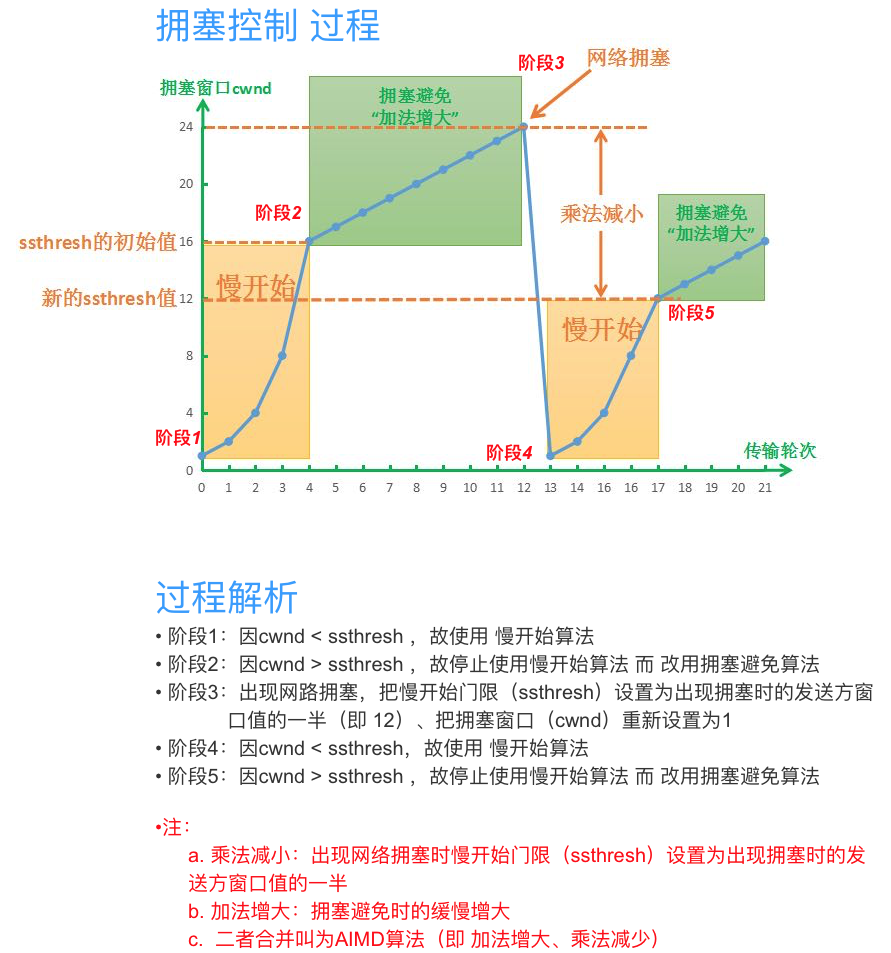 拥塞控制 过程
阶段3
网络拥塞
拥塞窗口cwnd
拥塞避免
“加法增大”
24
20
阶段2
乘法减小
拥塞避免
“加法增大”
ssthresh的初始值
16
慢开始
新的ssthresh值
12
阶段5
慢开始
8
4
阶段1
阶段4
传输轮次
0
0 1 2 3 4 5 6 7 8 9 10 11 12 13 14 16 16 17 18 19 20 21
过程解析
• 阶段1：因cwnd < ssthresh ，故使用 慢开始算法
• 阶段2：因cwnd > ssthresh ，故停止使用慢开始算法 而 改用拥塞避免算法
• 阶段3：出现网路拥塞，把慢开始门限（ssthresh）设置为出现拥塞时的发送方窗
口值的一半（即 12）、把拥塞窗口（cwnd）重新设置为1
• 阶段4：因cwnd < ssthresh，故使用 慢开始算法
• 阶段5：因cwnd > ssthresh ，故停止使用慢开始算法 而 改用拥塞避免算法
•注：
a. 乘法减小：出现网络拥塞时慢开始门限（ssthresh）设置为出现拥塞时的发
送方窗口值的一半
b. 加法增大：拥塞避免时的缓慢增大
c. 二者合并叫为AIMD算法（即 加法增大、乘法减少）